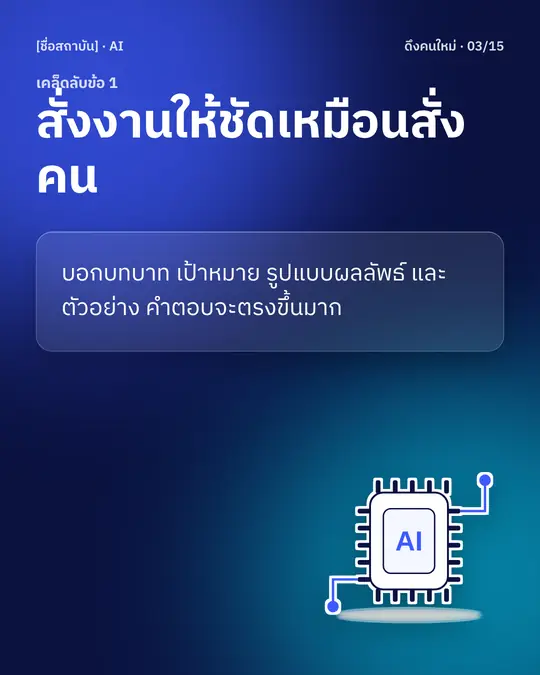 [ชื่อสถาบัน] · AI
ดึงคนใหม่ · 03/15
เคล็ดลับข้อ 1
สั่งงานให้ชัดเหมือนสั่ง
คน
บอกบทบาท เป้าหมาย รูปแบบผลลัพธ์ และ
ตัวอย่าง คำตอบจะตรงขึ้นมาก
AI